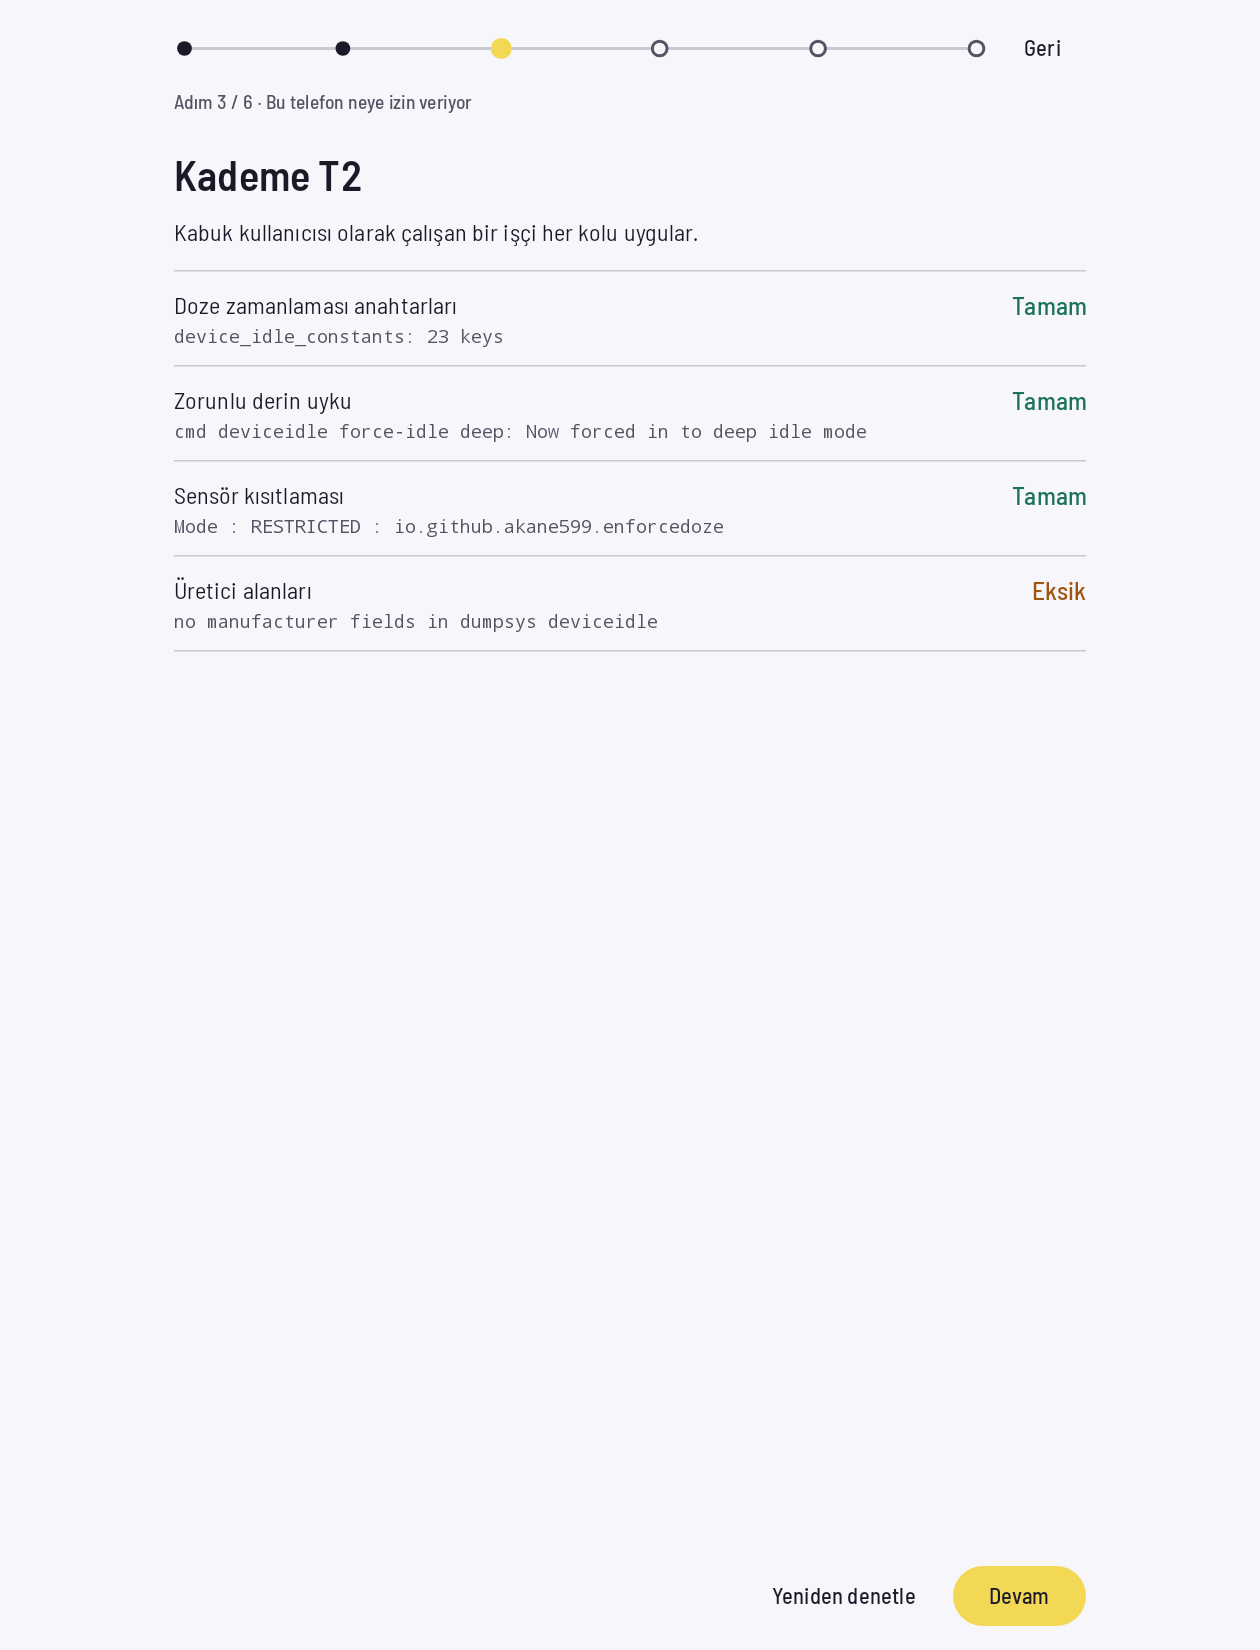 Geri
Adım 3 / 6 · Bu telefon neye izin veriyor
Kademe T2
Kabuk kullanıcısı olarak çalışan bir işçi her kolu uygular.
Doze zamanlaması anahtarları
Tamam
device_idle_constants: 23 keys
Zorunlu derin uyku
Tamam
cmd deviceidle force-idle deep: Now forced in to deep idle mode
Sensör kısıtlaması
Tamam
Mode : RESTRICTED : io.github.akane599.enforcedoze
Üretici alanları
Eksik
no manufacturer fields in dumpsys deviceidle
Yeniden denetle
Devam